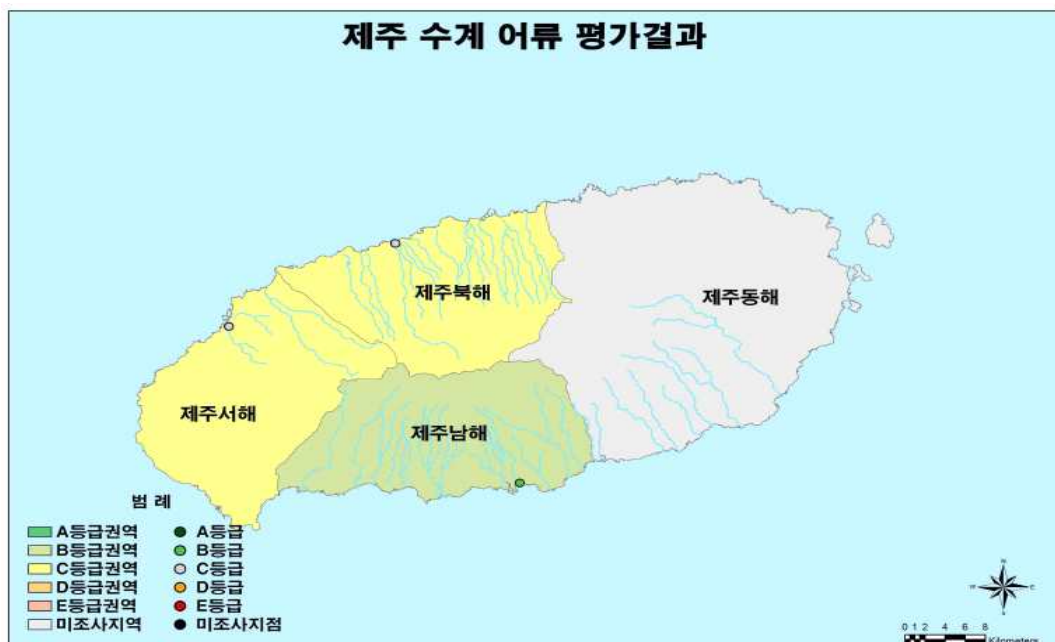 제주 수계 어류 평가결과
제주북해
제주동해
제주서해
제주남해
범 례
A등급권역
A등급
B등급권역
B등급
C등급권역
C등급
D등급권역
D등급
E등급권역
E등급
미조사지역
미조사지점
N
W
E
S
0 1 2 4 6 8
Kilometers